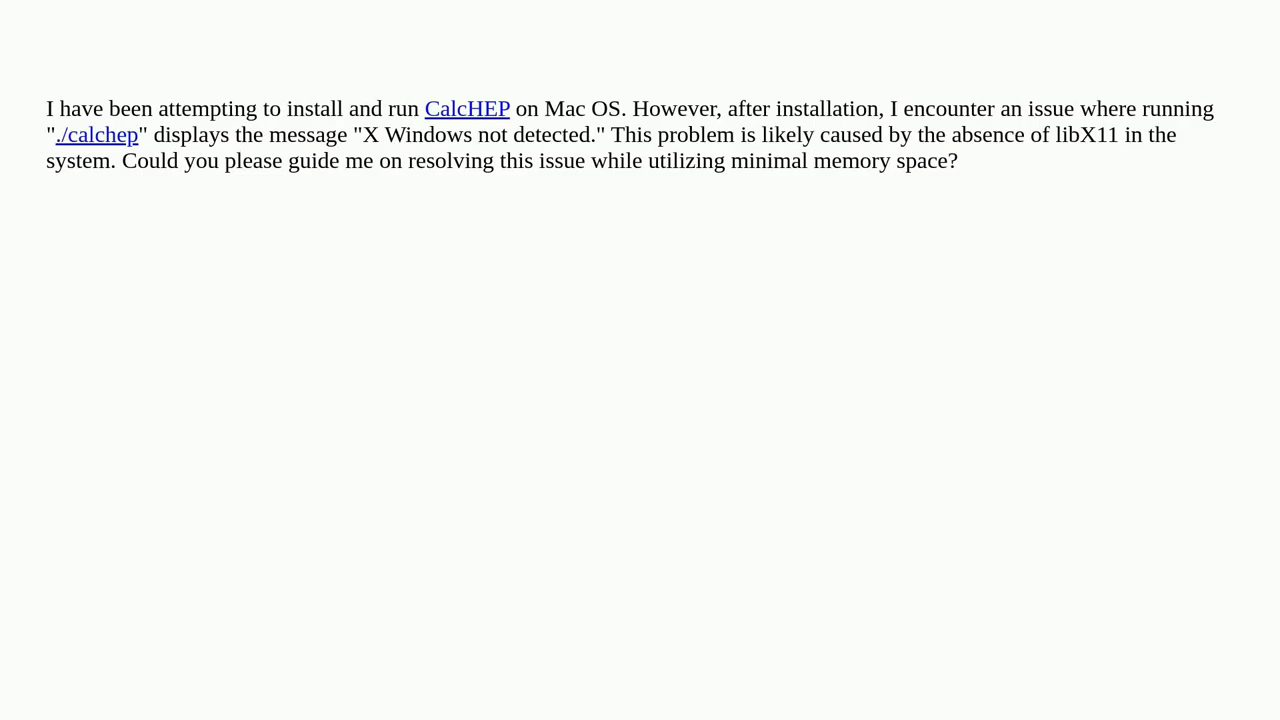 I have been attempting to install and run CalcHEP on Mac OS. However, after installation, I encounter an issue where running
"./calchep" displays the message "X Windows not detected." This problem is likely caused by the absence of libX11 in the
system. Could you please guide me on resolving this issue while utilizing minimal memory space?